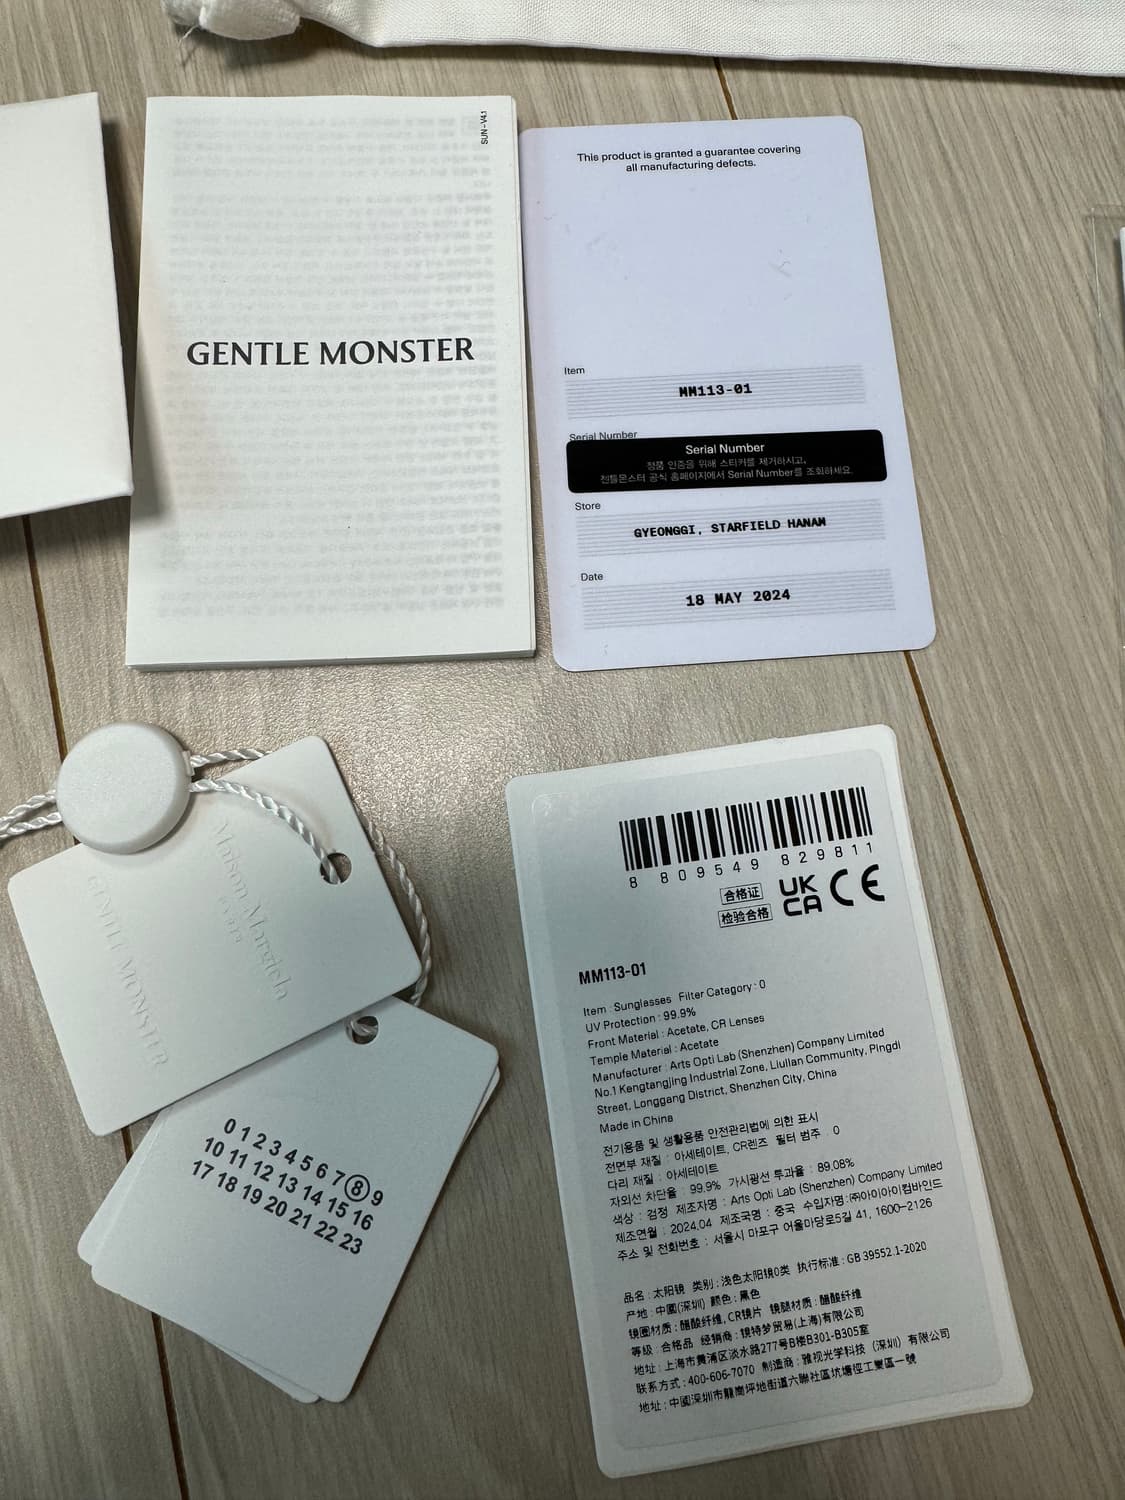 SUN-V4.1
GENTLE MONSTER
This product is granted a guarantee covering
all manufacturing defects.
Item
MM113-01
Serial Number
Serial Number
정품 인증을 위해 스티커를 제거하시고,
젠틀몬스터 공식 홈페이지에서 Serial Number를 조회하세요.
Store
GYEONGGI, STARFIELD HANAM
Date
18 MAY 2024
Maison Margiela
PARIS
GENTLE MONSTER
0 1 2 3 4 5 6 7 8 9
10 11 12 13 14 15 16
17 18 19 20 21 22 23
8 809549 829811
合格证
检验合格
UK
CA CE
MM113-01
Item : Sunglasses Filter Category : 0
UV Protection : 99.9%
Front Material : Acetate, CR Lenses
Temple Material : Acetate
Manufacturer : Arts Opti Lab (Shenzhen) Company Limited
No.1 Kengtangjing Industrial Zone, Liulian Community, Pingdi
Street, Longgang District, Shenzhen City, China
Made in China
전기용품 및 생활용품 안전관리법에 의한 표시
전면부 재질 : 아세테이트, CR렌즈 필터 범주 : 0
다리 재질 : 아세테이트
자외선 차단율 : 99.9% 가시광선 투과율 : 89.08%
색상 : 검정 제조자명 : Arts Opti Lab (Shenzhen) Company Limited
제조연월 : 2024.04 제조국명 : 중국 수입자명 : ㈜아이아이컴바인드
주소 및 전화번호 : 서울시 마포구 어울마당로5길 41, 1600-2126
品名 : 太阳镜 类别 : 浅色太阳镜0类 执行标准 : GB 39552.1-2020
产地 : 中國(深圳) 颜色 : 黑色
镜圈材质 : 醋酸纤维, CR镜片 镜腿材质 : 醋酸纤维
等级 : 合格品 经销商 : 镜特梦贸易(上海)有限公司
地址 : 上海市黄浦区淡水路277号B楼B301-B305室
联系方式 : 400-606-7070 制造商 : 雅视光学科技（深圳）有限公司
地址 : 中國深圳市龍崗坪地街道六聯社區坑塘徑工業區一號